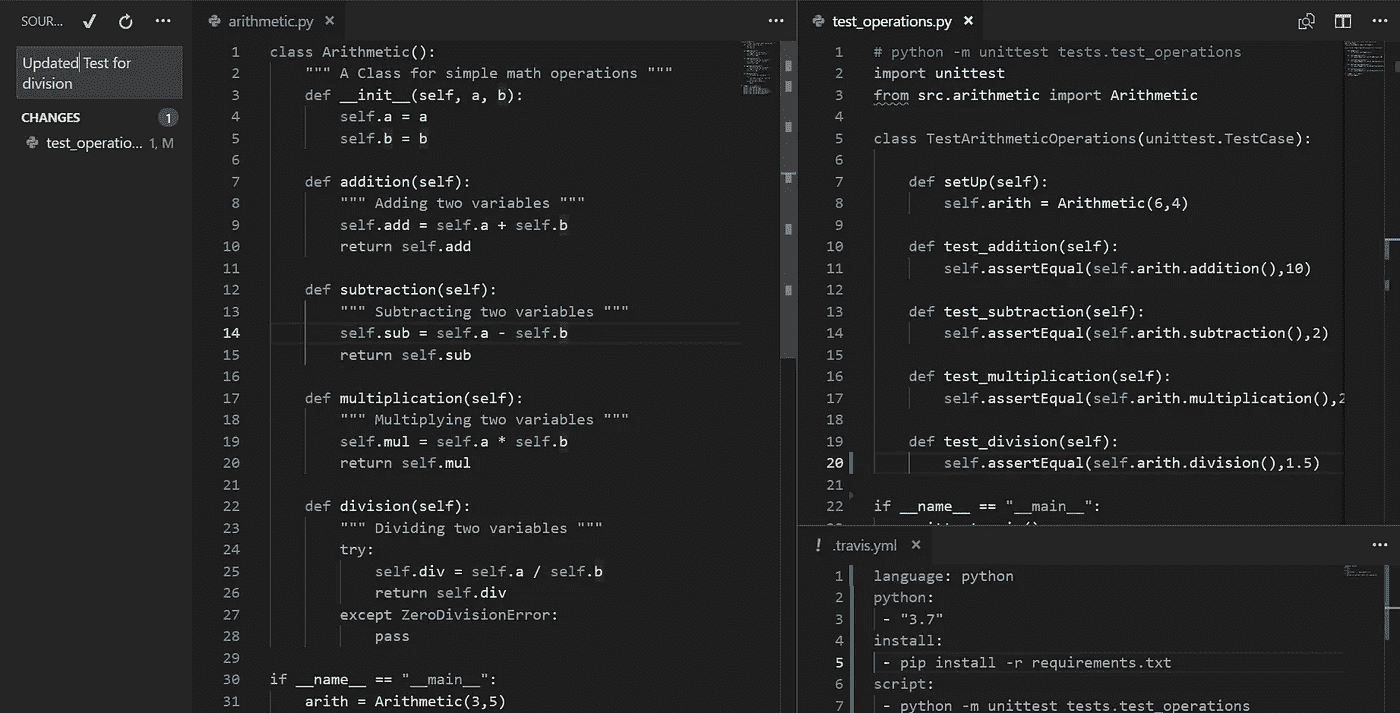 SOUR...
Updated Test for
division
CHANGES 1
test_operatio... 1, M
arithmetic.py
1 class Arithmetic():
2 """ A Class for simple math operations """
3 def __init__(self, a, b):
4 self.a = a
5 self.b = b
6
7 def addition(self):
8 """ Adding two variables """
9 self.add = self.a + self.b
10 return self.add
11
12 def subtraction(self):
13 """ Subtracting two variables """
14 self.sub = self.a - self.b
15 return self.sub
16
17 def multiplication(self):
18 """ Multiplying two variables """
19 self.mul = self.a * self.b
20 return self.mul
21
22 def division(self):
23 """ Dividing two variables """
24 try:
25 self.div = self.a / self.b
26 return self.div
27 except ZeroDivisionError:
28 pass
29
30 if __name__ == "__main__":
31 arith = Arithmetic(3,5)
test_operations.py
1 # python -m unittest tests.test_operations
2 import unittest
3 from src.arithmetic import Arithmetic
4
5 class TestArithmeticOperations(unittest.TestCase):
6
7 def setUp(self):
8 self.arith = Arithmetic(6,4)
9
10 def test_addition(self):
11 self.assertEqual(self.arith.addition(),10)
12
13 def test_subtraction(self):
14 self.assertEqual(self.arith.subtraction(),2)
15
16 def test_multiplication(self):
17 self.assertEqual(self.arith.multiplication(),2
18
19 def test_division(self):
20 self.assertEqual(self.arith.division(),1.5)
21
22 if __name__ == "__main__":
! .travis.yml
1 language: python
2 python:
3 - "3.7"
4 install:
5 - pip install -r requirements.txt
6 script:
7 - python -m unittest tests.test_operations